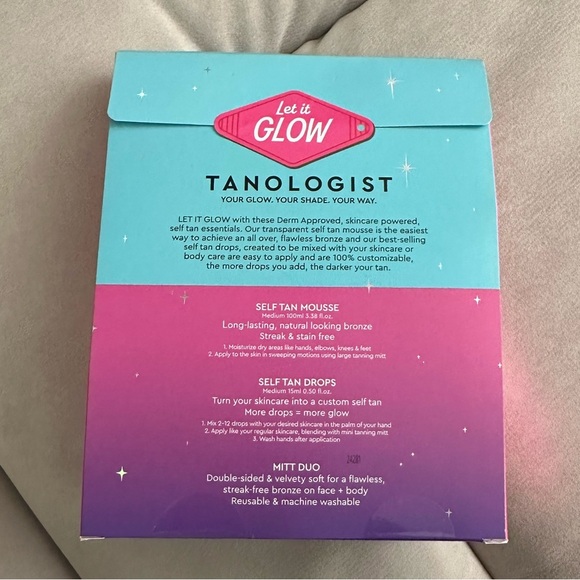 Let it
GLOW
TANOLOGIST
YOUR GLOW. YOUR SHADE. YOUR WAY.
LET IT GLOW with these Derm Approved, skincare powered,
self tan essentials. Our transparent self tan mousse is the easiest
way to achieve an all over, flawless bronze and our best-selling
self tan drops, created to be mixed with your skincare or
body care are easy to apply and are 100% customizable,
the more drops you add, the darker your tan.
SELF TAN MOUSSE
Medium 100ml 3.38 fl.oz.
Long-lasting, natural looking bronze
Streak & stain free
1. Moisturize dry areas like hands, elbows, knees & feet
2. Apply to the skin in sweeping motions using large tanning mitt
SELF TAN DROPS
Medium 15ml 0.50 fl.oz.
Turn your skincare into a custom self tan
More drops = more glow
1. Mix 2-12 drops with your desired skincare in the palm of your hand
2. Apply like your regular skincare, blending with mini tanning mitt
3. Wash hands after application
MITT DUO
Double-sided & velvety soft for a flawless,
streak-free bronze on face + body
Reusable & machine washable